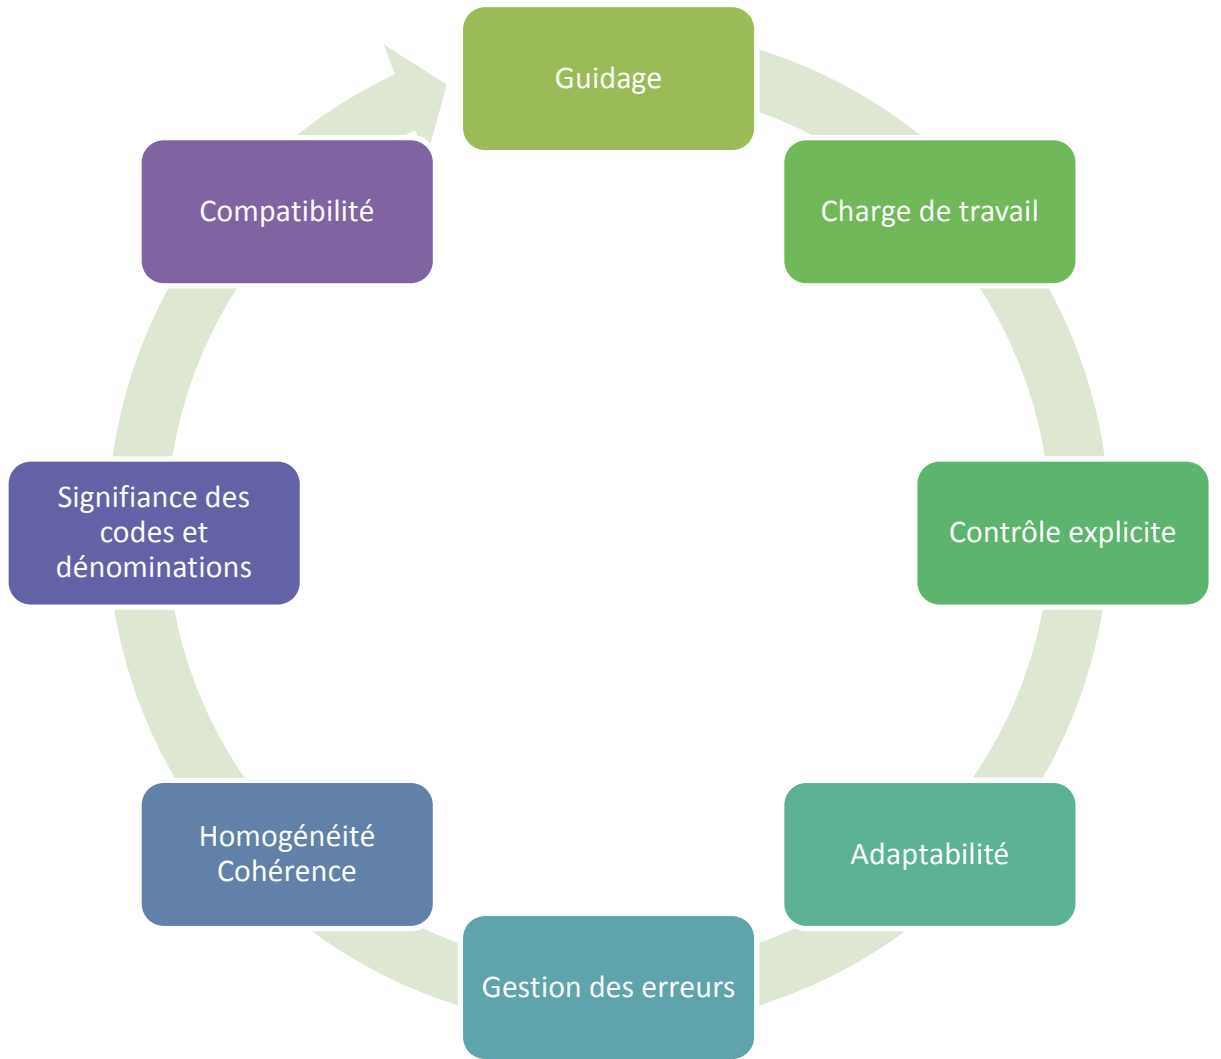 Guidage
Charge de travail
Contrôle explicite
Adaptabilité
Gestion des erreurs
Homogénéité
Cohérence
Signifiance des
codes et
dénominations
Compatibilité